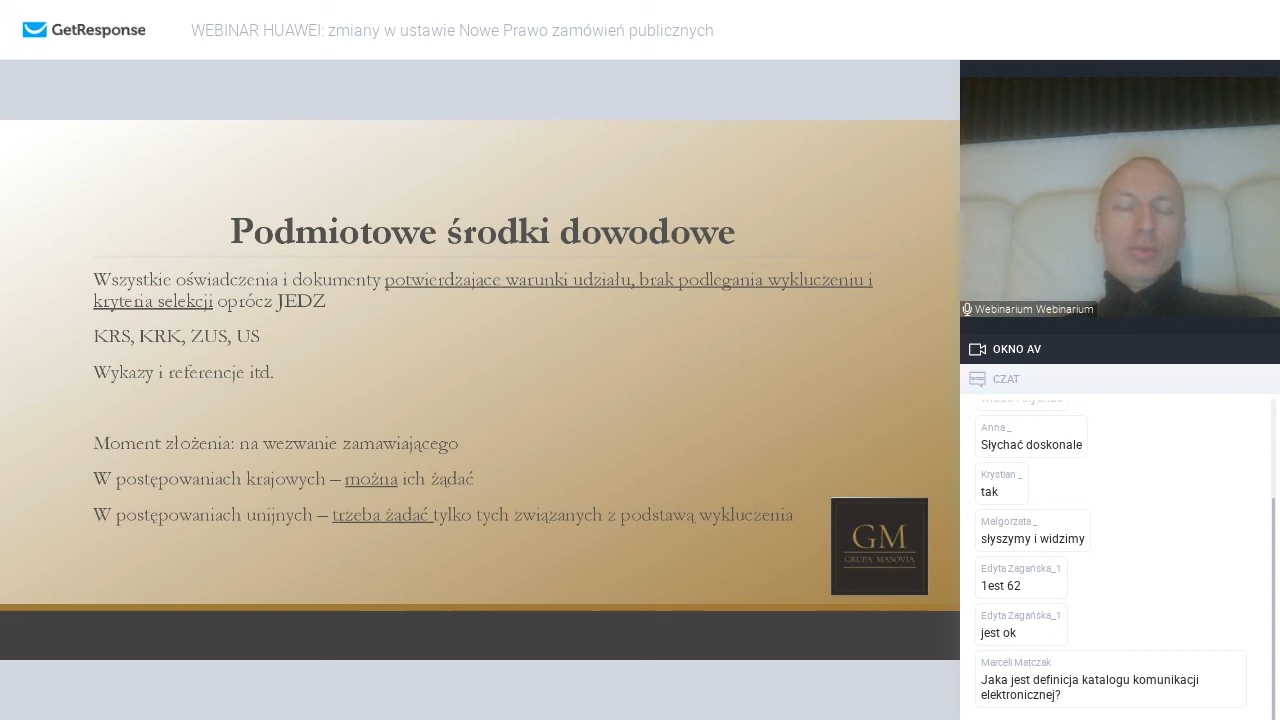 GetResponse
WEBINAR HUAWEI: zmiany w ustawie Nowe Prawo zamówień publicznych
Podmiotowe środki dowodowe
Wszystkie oświadczenia i dokumenty potwierdzające warunki udziału, brak podlegania wykluczeniu i
kryteria selekcji oprócz JEDZ
KRS, KRK, ZUS, US
Wykazy i referencje itd.
Moment złożenia: na wezwanie zamawiającego
W postępowaniach krajowych – można ich żądać
W postępowaniach unijnych – trzeba żądać tylko tych związanych z podstawą wykluczenia
GM
GRUPA MASOVIA
Webinarium Webinarium
OKNO AV
CZAT
Anna _
Słychać doskonale
Krystian _
tak
Małgorzata _
słyszymy i widzimy
Edyta Zagańska_1
1est 62
Edyta Zagańska_1
jest ok
Marceli Matczak
Jaka jest definicja katalogu komunikacji
elektronicznej?